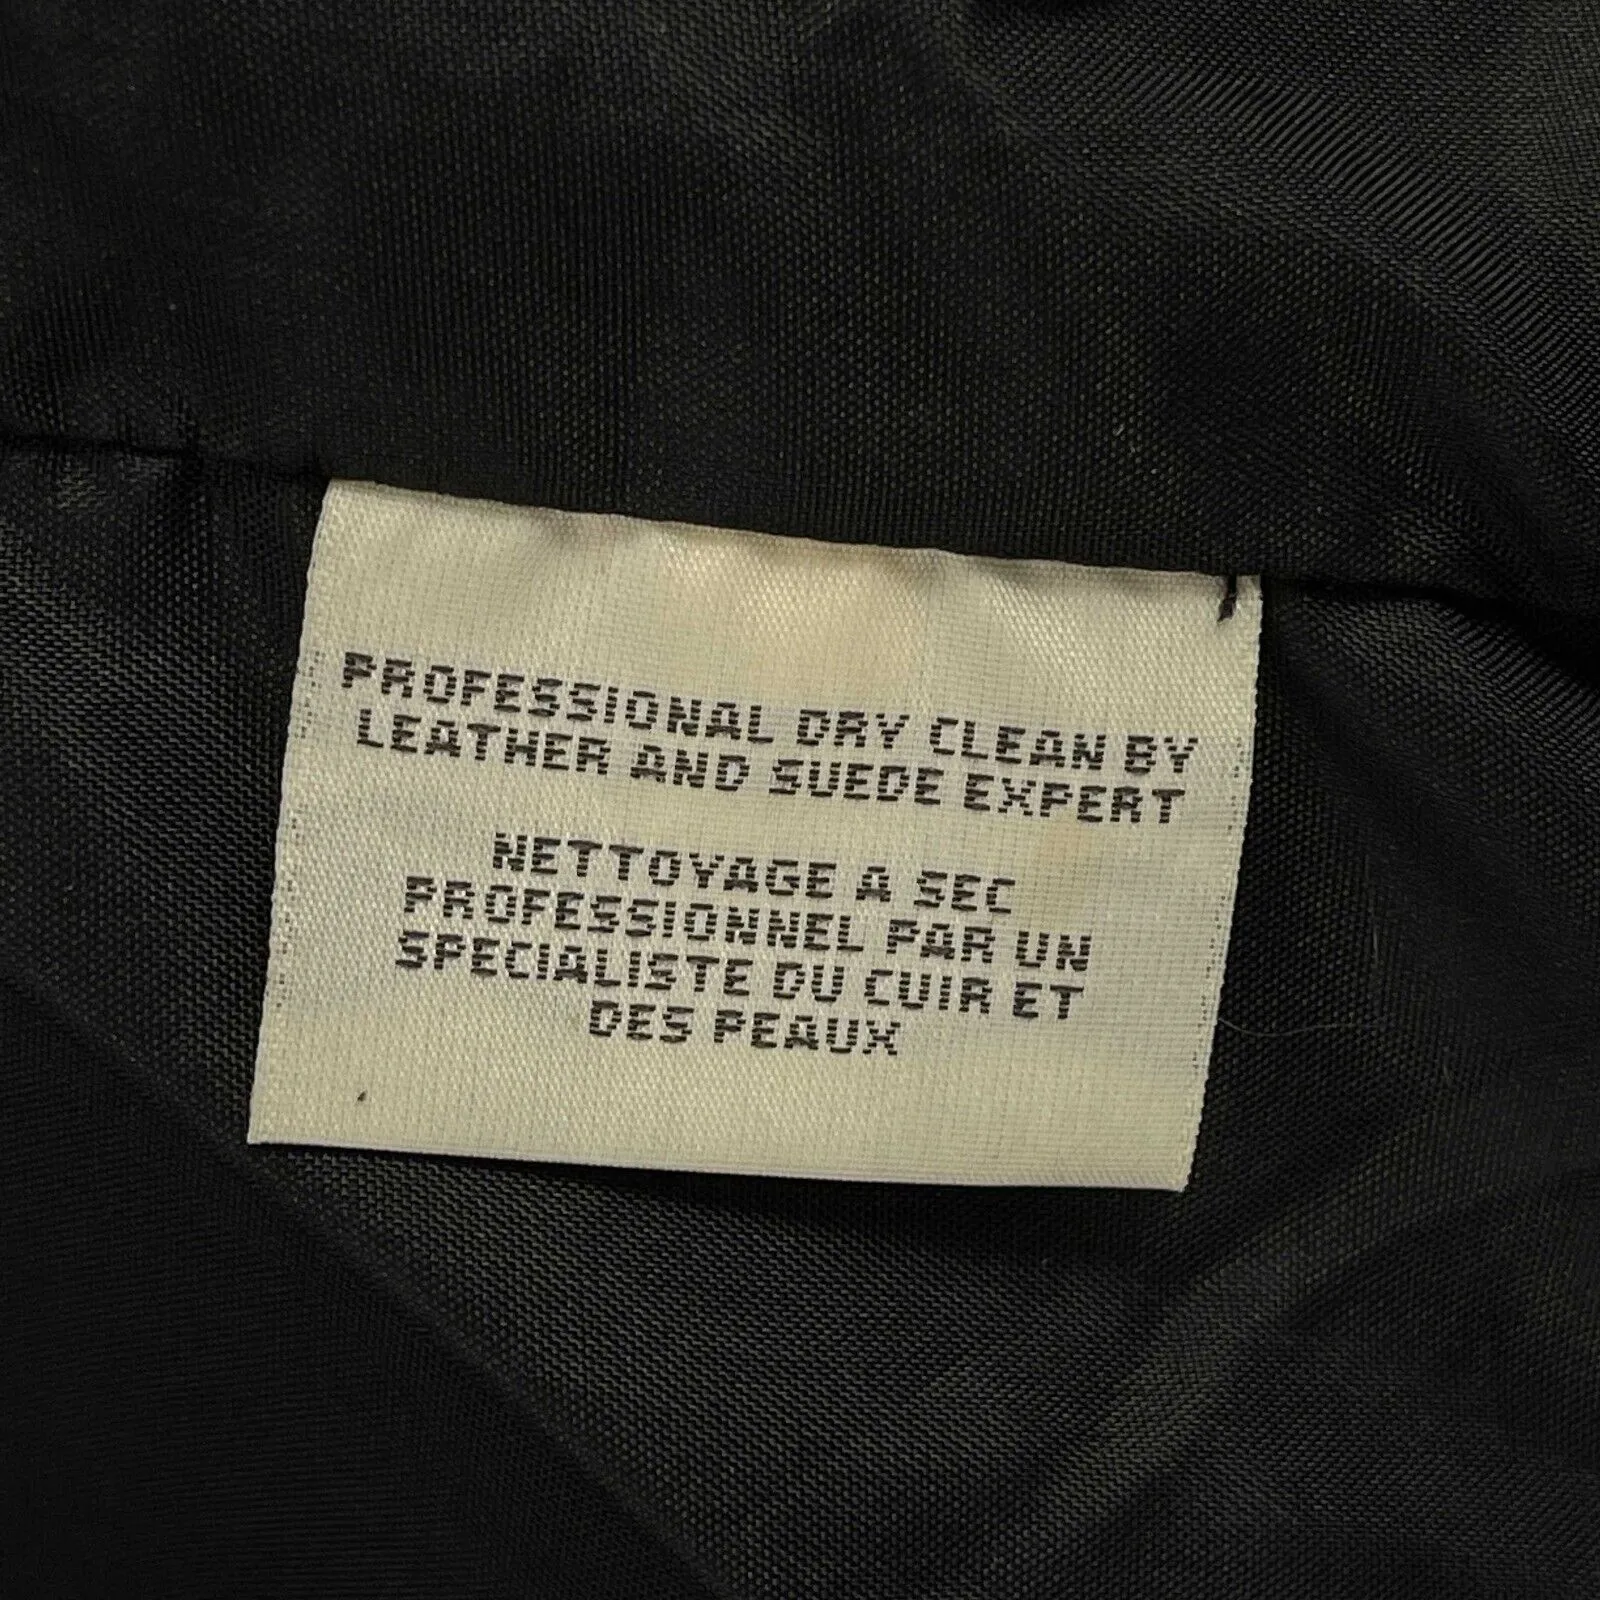 PROFESSIONAL DRY CLEAN BY
LEATHER AND SUEDE EXPERT
NETTOYAGE A SEC
PROFESSIONNEL PAR UN
SPECIALISTE DU CUIR ET
DES PEAUX